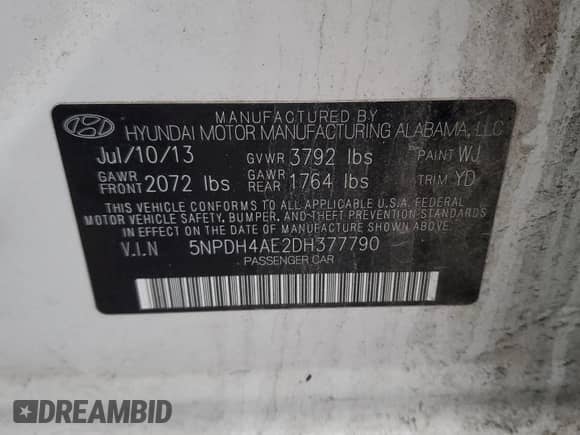 MANUFACTURED BY
HYUNDAI MOTOR MANUFACTURING ALABAMA, LLC
Jul/10/13 GVWR 3792 lbs PAINT WJ
GAWR FRONT 2072 lbs GAWR REAR 1764 lbs TRIM YD
THIS VEHICLE CONFORMS TO ALL APPLICABLE U.S.A. FEDERAL
MOTOR VEHICLE SAFETY, BUMPER, AND THEFT PREVENTION
STANDARDS IN EFFECT ON THE DATE OF MANUFACTURE SHOWN ABOVE.
V.I.N 5NPDH4AE2DH377790
PASSENGER CAR
DREAMBID